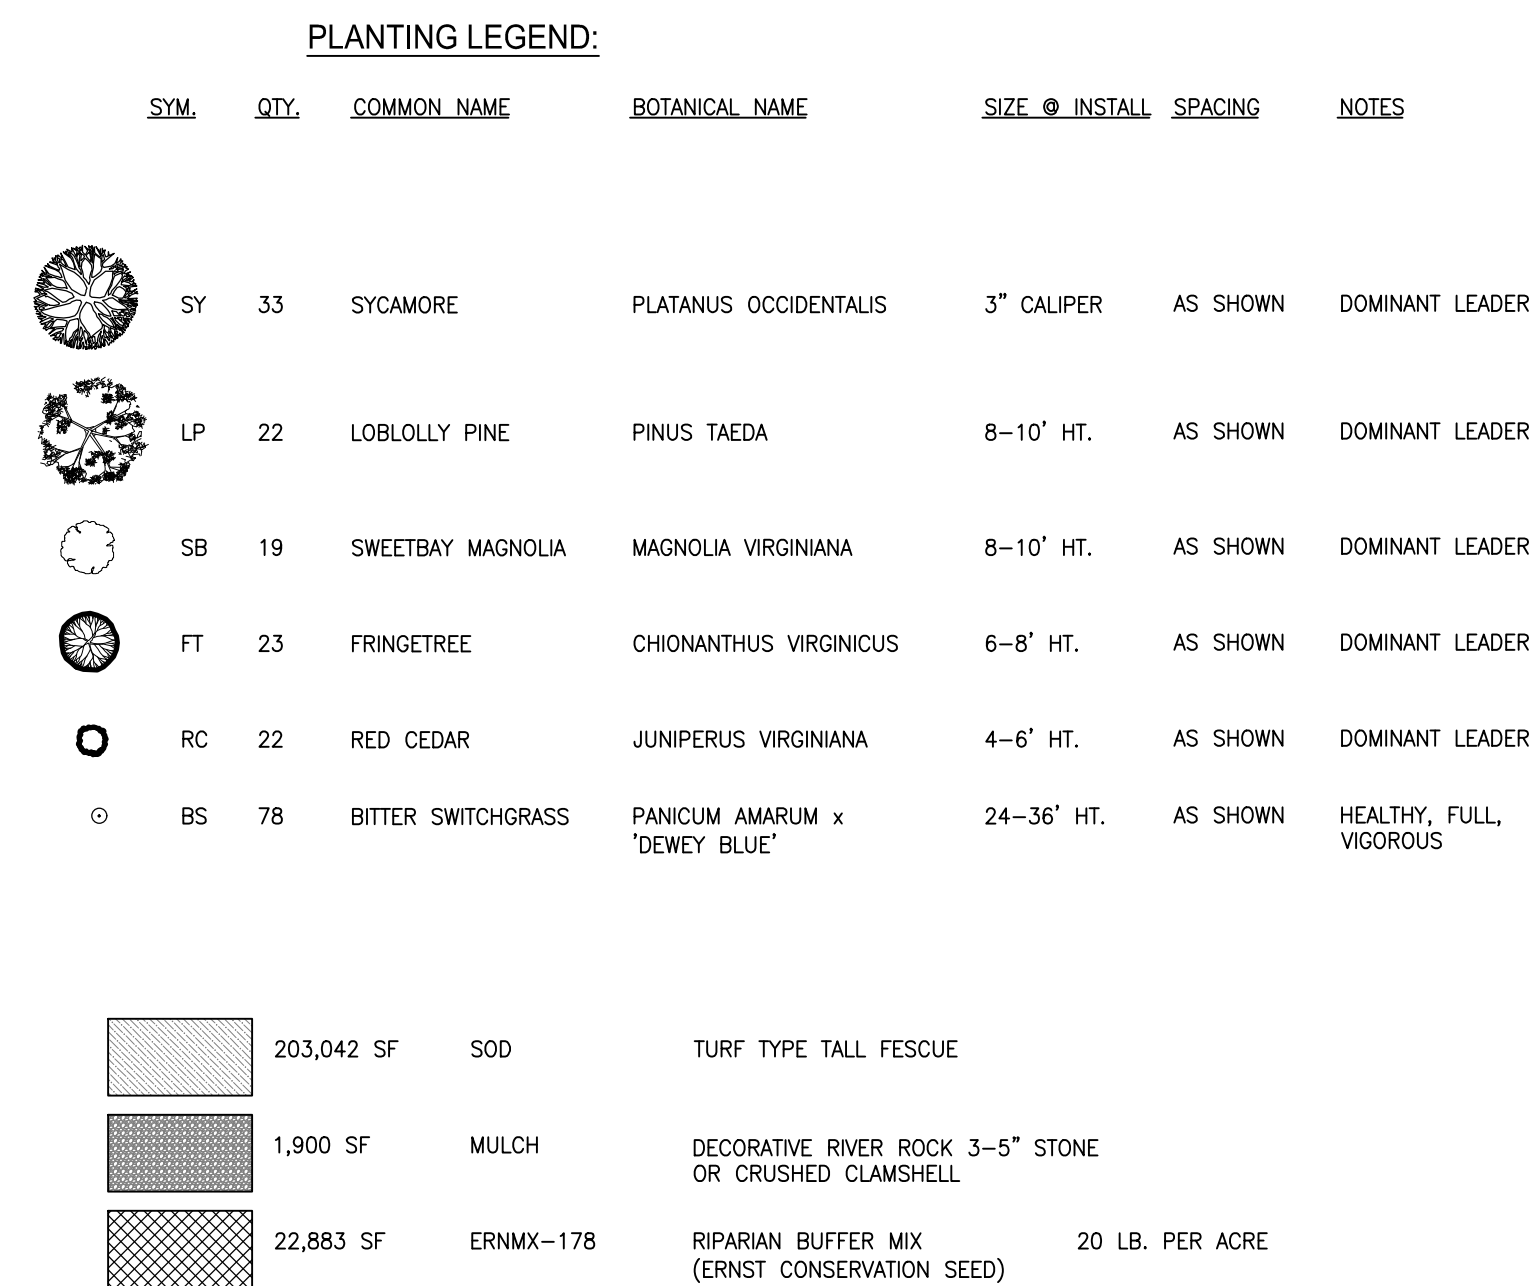 PLANTING LEGEND:
SYM. QTY. COMMON NAME BOTANICAL NAME SIZE @ INSTALL SPACING NOTES
SY 33 SYCAMORE PLATANUS OCCIDENTALIS 3" CALIPER AS SHOWN DOMINANT LEADER
LP 22 LOBLOLLY PINE PINUS TAEDA 8-10' HT. AS SHOWN DOMINANT LEADER
SB 19 SWEETBAY MAGNOLIA MAGNOLIA VIRGINIANA 8-10' HT. AS SHOWN DOMINANT LEADER
FT 23 FRINGETREE CHIONANTHUS VIRGINICUS 6-8' HT. AS SHOWN DOMINANT LEADER
RC 22 RED CEDAR JUNIPERUS VIRGINIANA 4-6' HT. AS SHOWN DOMINANT LEADER
BS 78 BITTER SWITCHGRASS PANICUM AMARUM x 24-36' HT. AS SHOWN HEALTHY, FULL,
'DEWEY BLUE' VIGOROUS
203,042 SF SOD TURF TYPE TALL FESCUE
1,900 SF MULCH DECORATIVE RIVER ROCK 3-5" STONE
OR CRUSHED CLAMSHELL
22,883 SF ERNMX-178 RIPARIAN BUFFER MIX 20 LB. PER ACRE
(ERNST CONSERVATION SEED)